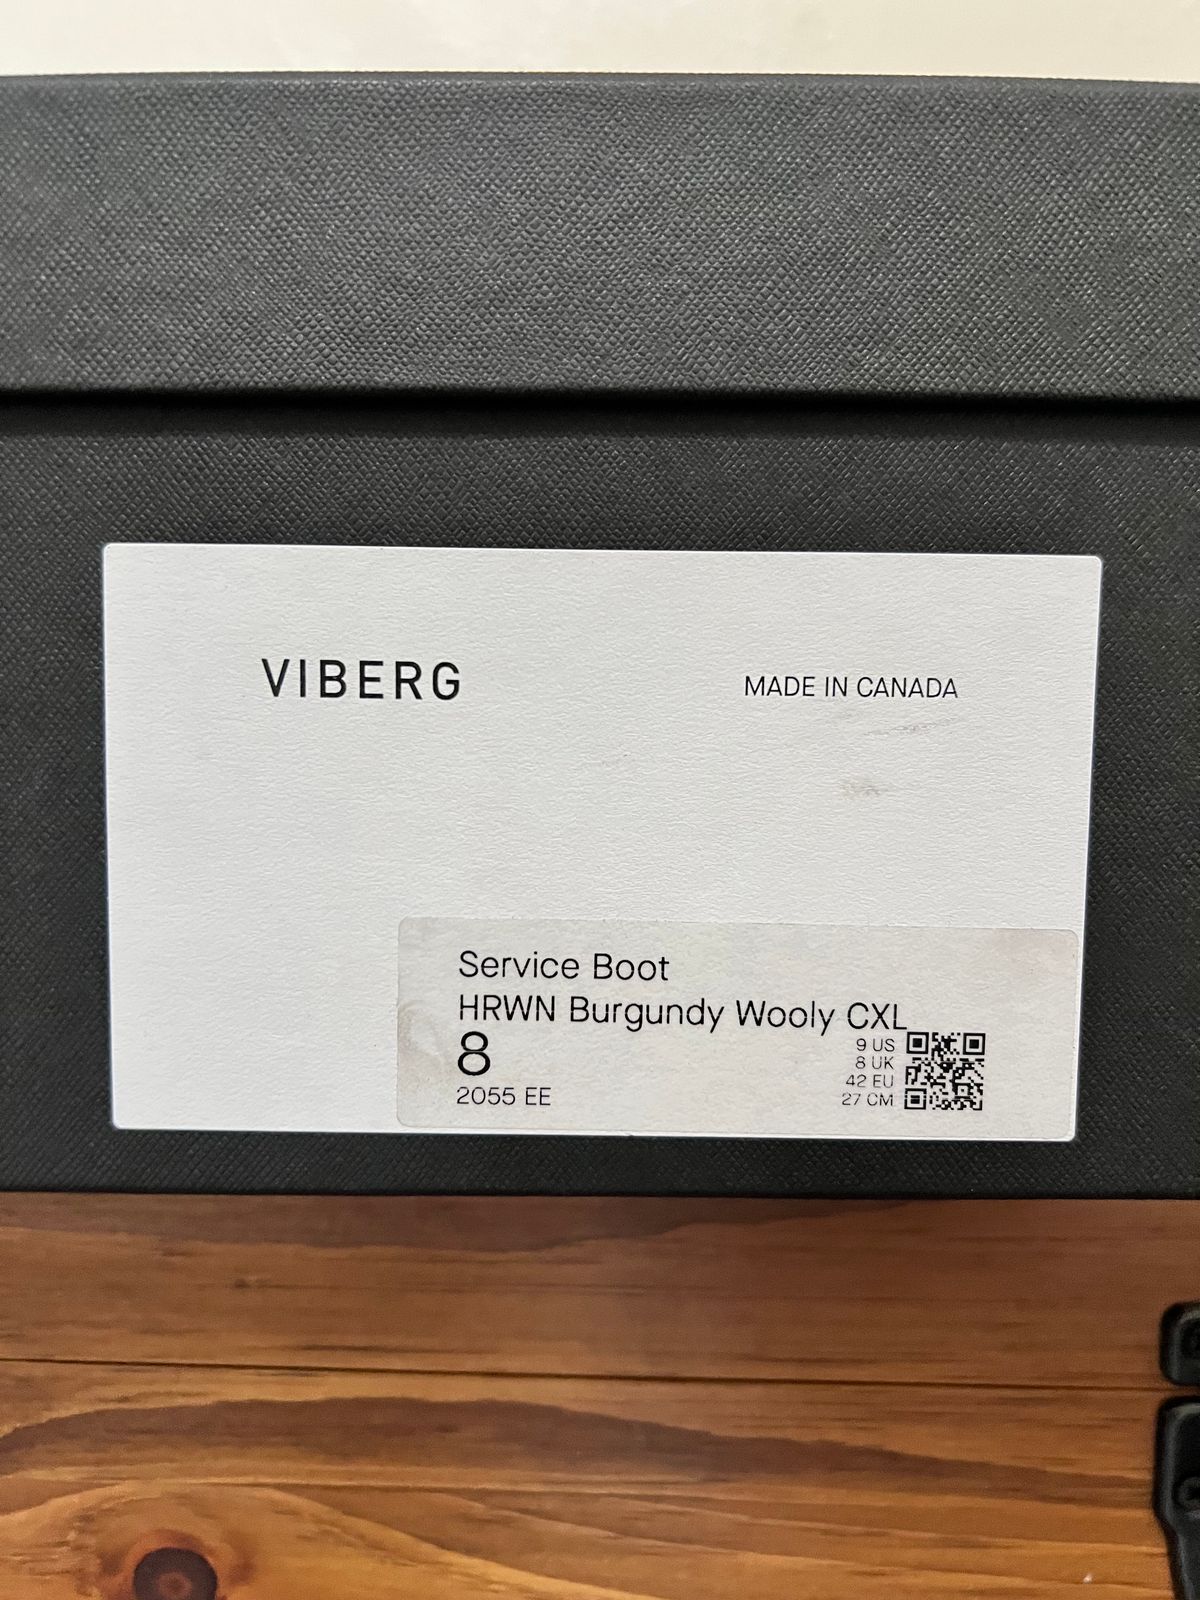 VIBERG
MADE IN CANADA
Service Boot
HRWN Burgundy Wooly CXL
8
2055 EE
9 US
8 UK
42 EU
27 CM